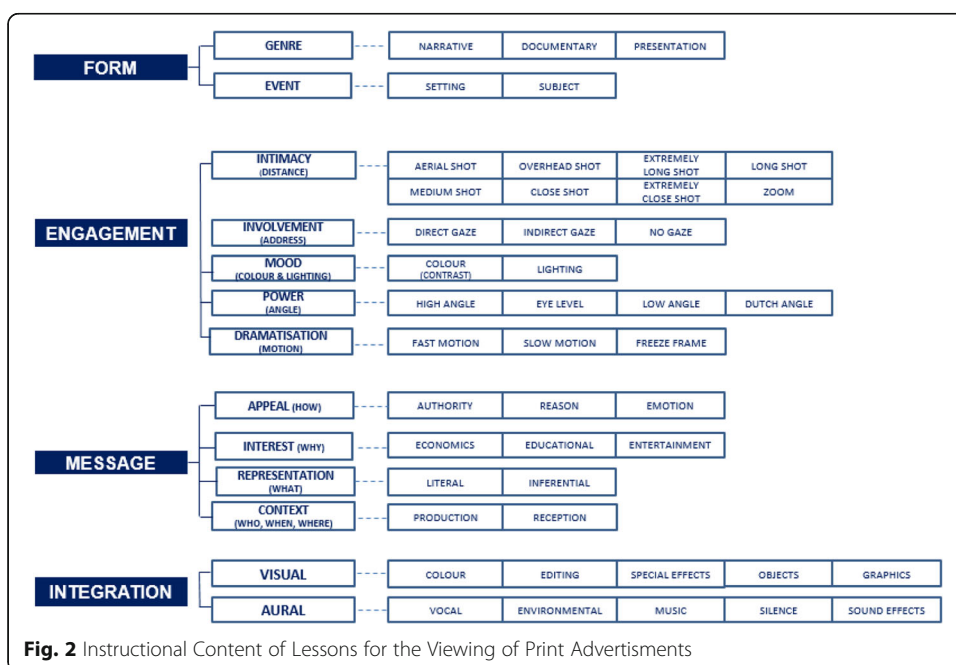 FORM
GENRE
NARRATIVE DOCUMENTARY PRESENTATION
EVENT
SETTING SUBJECT
ENGAGEMENT
INTIMACY
(DISTANCE)
AERIAL SHOT OVERHEAD SHOT EXTREMELY LONG SHOT LONG SHOT
MEDIUM SHOT CLOSE SHOT EXTREMELY CLOSE SHOT ZOOM
INVOLVEMENT
(ADDRESS)
DIRECT GAZE INDIRECT GAZE NO GAZE
MOOD
(COLOUR & LIGHTING)
COLOUR (CONTRAST) LIGHTING
POWER
(ANGLE)
HIGH ANGLE EYE LEVEL LOW ANGLE DUTCH ANGLE
DRAMATISATION
(MOTION)
FAST MOTION SLOW MOTION FREEZE FRAME
MESSAGE
APPEAL (HOW)
AUTHORITY REASON EMOTION
INTEREST (WHY)
ECONOMICS EDUCATIONAL ENTERTAINMENT
REPRESENTATION
(WHAT)
LITERAL INFERENTIAL
CONTEXT
(WHO, WHEN, WHERE)
PRODUCTION RECEPTION
INTEGRATION
VISUAL
COLOUR EDITING SPECIAL EFFECTS OBJECTS GRAPHICS
AURAL
VOCAL ENVIRONMENTAL MUSIC SILENCE SOUND EFFECTS
Fig. 2 Instructional Content of Lessons for the Viewing of Print Advertisments